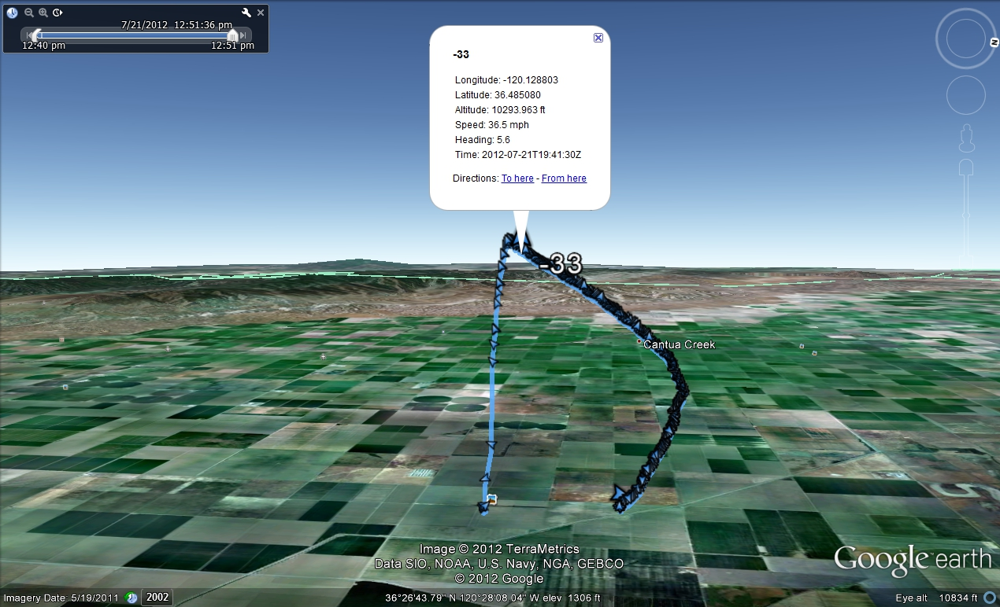 7/21/2012 12:51:36 pm
12:40 pm 12:51 pm
N
-33
Longitude: -120.128803
Latitude: 36.485080
Altitude: 10293.963 ft
Speed: 36.5 mph
Heading: 5.6
Time: 2012-07-21T19:41:30Z
Directions: To here - From here
-33
Cantua Creek
Image © 2012 TerraMetrics
Data SIO, NOAA, U.S. Navy, NGA, GEBCO
© 2012 Google
Google earth
Imagery Date: 5/19/2011 2002 36°26'43.79" N 120°28'08.04" W elev 1306 ft Eye alt 10834 ft